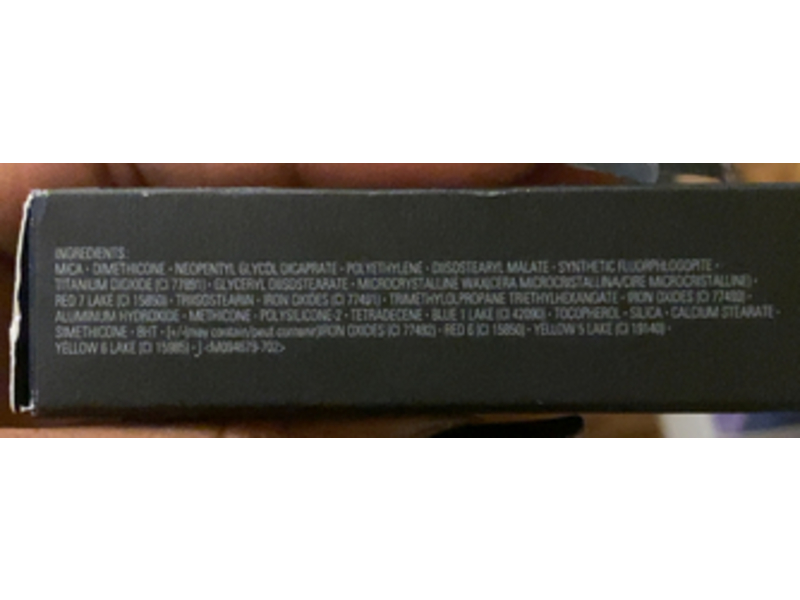 INGREDIENTS:
MICA • DIMETHICONE • NEOPENTYL GLYCOL DICAPRATE • POLYETHYLENE • DIISOSTEARYL MALATE • SYNTHETIC FLUORPHLOGOPITE •
TITANIUM DIOXIDE (CI 77891) • GLYCERYL DIISOSTEARATE • MICROCRYSTALLINE WAX/(CERA MICROCRISTALLINA/CIRE MICROCRISTALLINE) •
RED 7 LAKE (CI 15850) • TRIISOSTEARIN • IRON OXIDES (CI 77491) • TRIMETHYLOLPROPANE TRIETHYLHEXANOATE • IRON OXIDES (CI 77499) •
ALUMINUM HYDROXIDE • METHICONE • POLYSILICONE-2 • TETRADECENE • BLUE 1 LAKE (CI 42090) • TOCOPHEROL • SILICA • CALCIUM STEARATE •
SIMETHICONE • BHT • [+/-(may contain/peut contenir)IRON OXIDES (CI 77492) • RED 6 (CI 15850) • YELLOW 5 LAKE (CI 19140) •
YELLOW 6 LAKE (CI 15985) • ] <M094679-702>